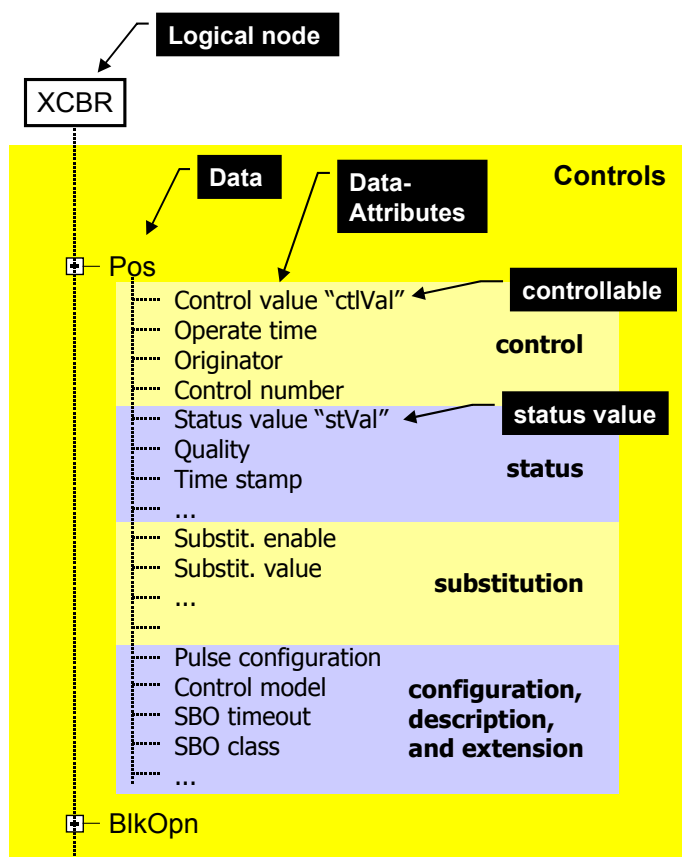 Logical node
XCBR
Data
Data-
Attributes
Controls
Pos
Control value “ctlVal”
controllable
Operate time
control
Originator
Control number
Status value “stVal”
status value
Quality
status
Time stamp
...
Substit. enable
Substit. value
substitution
...
Pulse configuration
Control model
SBO timeout
SBO class
...
configuration,
description,
and extension
BlkOpn